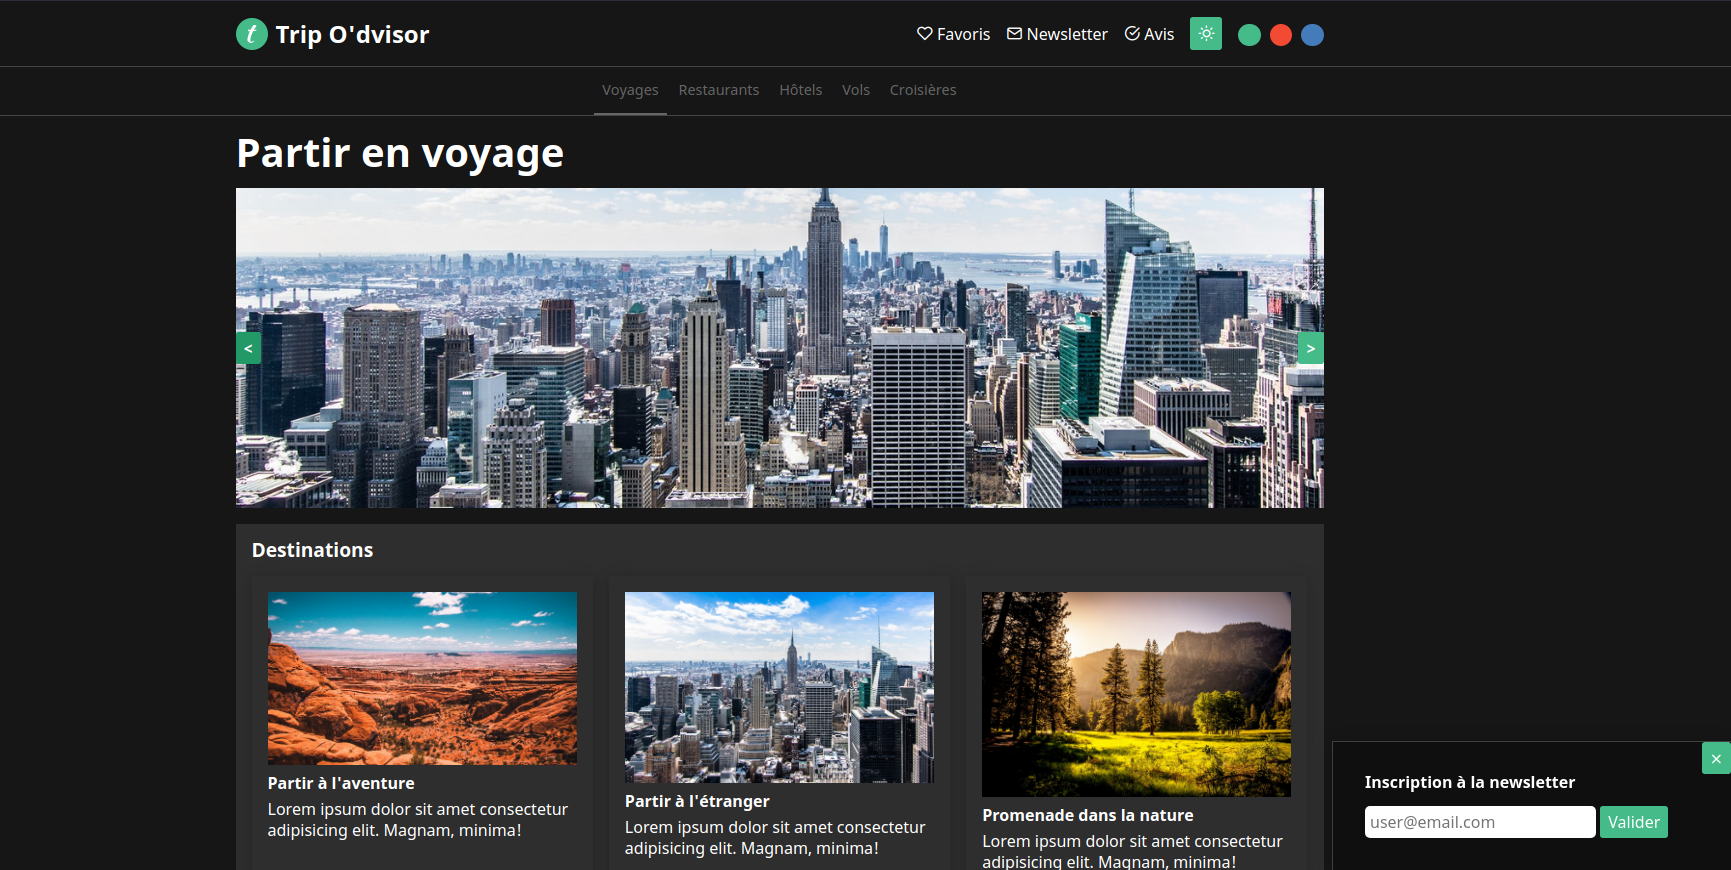 t Trip O'dvisor
Favoris Newsletter Avis
Voyages Restaurants Hôtels Vols Croisières
Partir en voyage
< >
Destinations
Partir à l'aventure
Lorem ipsum dolor sit amet consectetur
adipisicing elit. Magnam, minima!
Partir à l'étranger
Lorem ipsum dolor sit amet consectetur
adipisicing elit. Magnam, minima!
Promenade dans la nature
Lorem ipsum dolor sit amet consectetur
adipisicing elit. Magnam, minima!
×
Inscription à la newsletter
user@email.com Valider